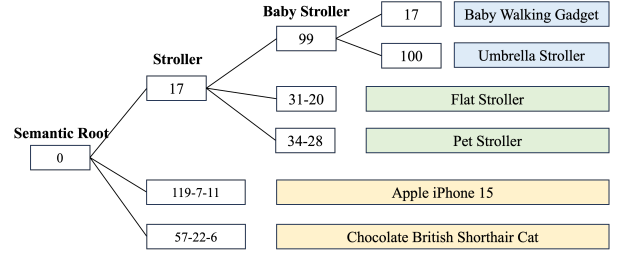 Baby Stroller
17
Baby Walking Gadget
99
Stroller
100
Umbrella Stroller
17
31-20
Flat Stroller
Semantic Root
34-28
Pet Stroller
0
119-7-11
Apple iPhone 15
57-22-6
Chocolate British Shorthair Cat